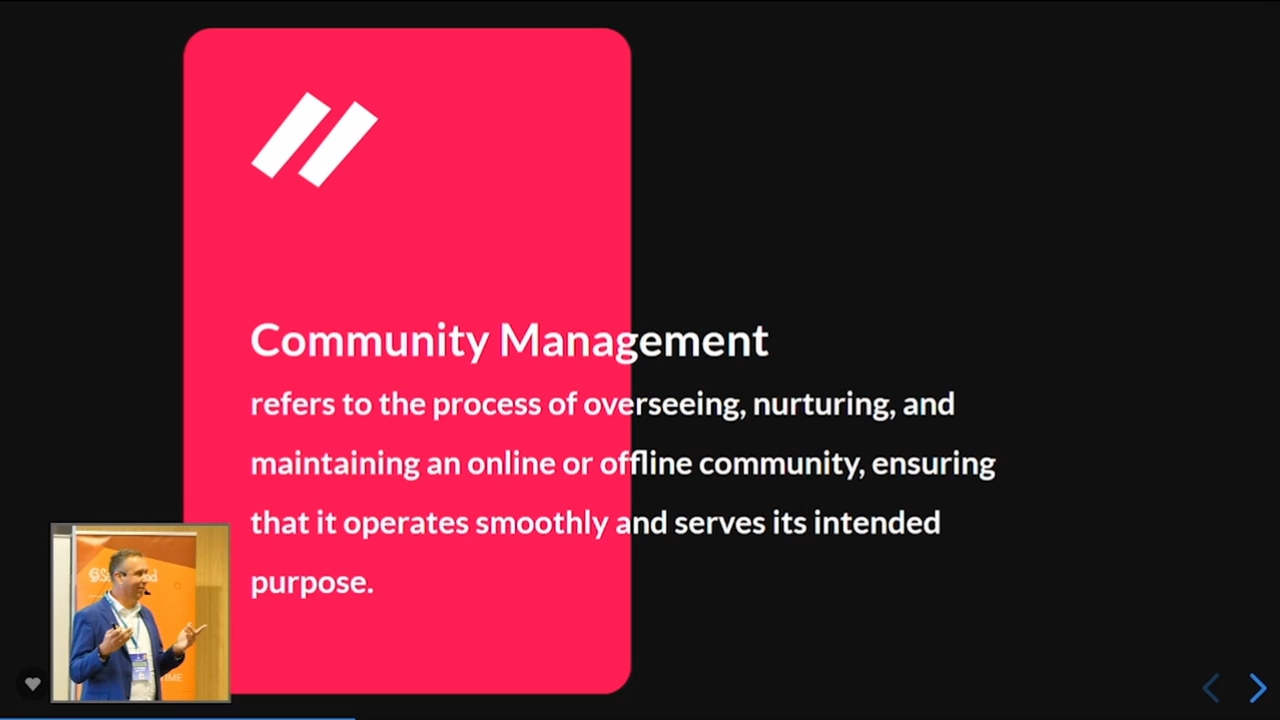 Community Management
refers to the process of overseeing, nurturing, and
maintaining an online or offline community, ensuring
that it operates smoothly and serves its intended
purpose.